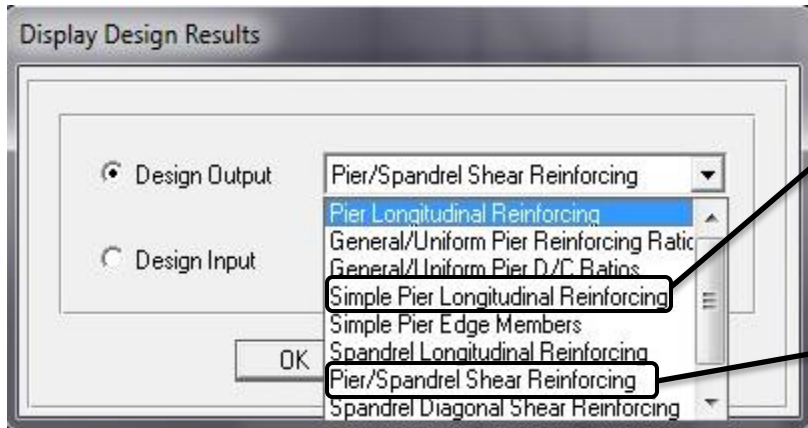 Display Design Results
Design Output
Pier/Spandrel Shear Reinforcing
Pier Longitudinal Reinforcing
General/Uniform Pier Reinforcing Ratic
General/Uniform Pier D/C Ratios
Simple Pier Longitudinal Reinforcing
Simple Pier Edge Members
Spandrel Longitudinal Reinforcing
Pier/Spandrel Shear Reinforcing
Spandrel Diagonal Shear Reinforcing
Design Input
OK